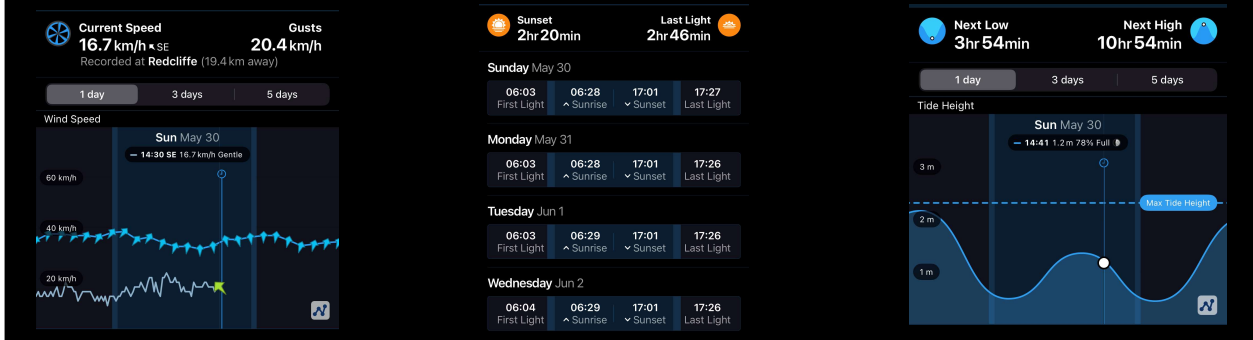 Current Speed
16.7 km/h SE
Gusts
20.4 km/h
Recorded at Redcliffe (19.4 km away)
1 day
3 days
5 days
Wind Speed
Sun May 30
14:30 SE 16.7 km/h Gentle
60 km/h
40 km/h
20 km/h
Sunset
2hr 20min
Last Light
2hr 46min
Sunday May 30
06:03
First Light
06:28
Sunrise
17:01
Sunset
17:27
Last Light
Monday May 31
06:03
First Light
06:28
Sunrise
17:01
Sunset
17:26
Last Light
Tuesday Jun 1
06:03
First Light
06:29
Sunrise
17:01
Sunset
17:26
Last Light
Wednesday Jun 2
06:04
First Light
06:29
Sunrise
17:01
Sunset
17:26
Last Light
Next Low
3hr 54min
Next High
10hr 54min
1 day
3 days
5 days
Tide Height
Sun May 30
14:41 1.2 m 78% Full
3 m
Max Tide Height
2 m
1 m